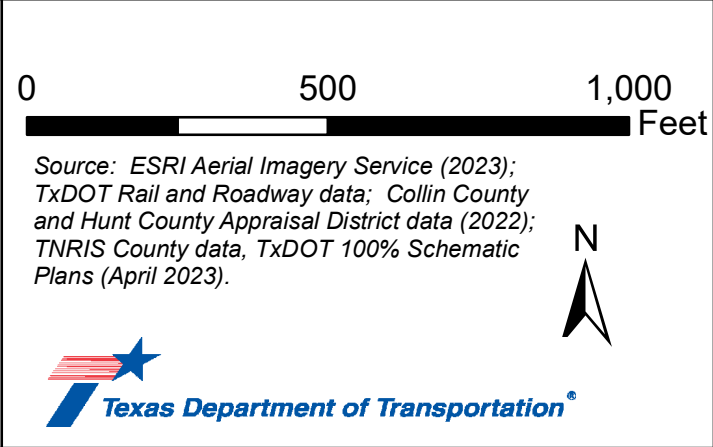 0 500 1,000
Feet
Source:  ESRI Aerial Imagery Service (2023);
TxDOT Rail and Roadway data;  Collin County
and Hunt County Appraisal District data (2022);
TNRIS County data, TxDOT 100% Schematic
Plans (April 2023).
N
Texas Department of Transportation®